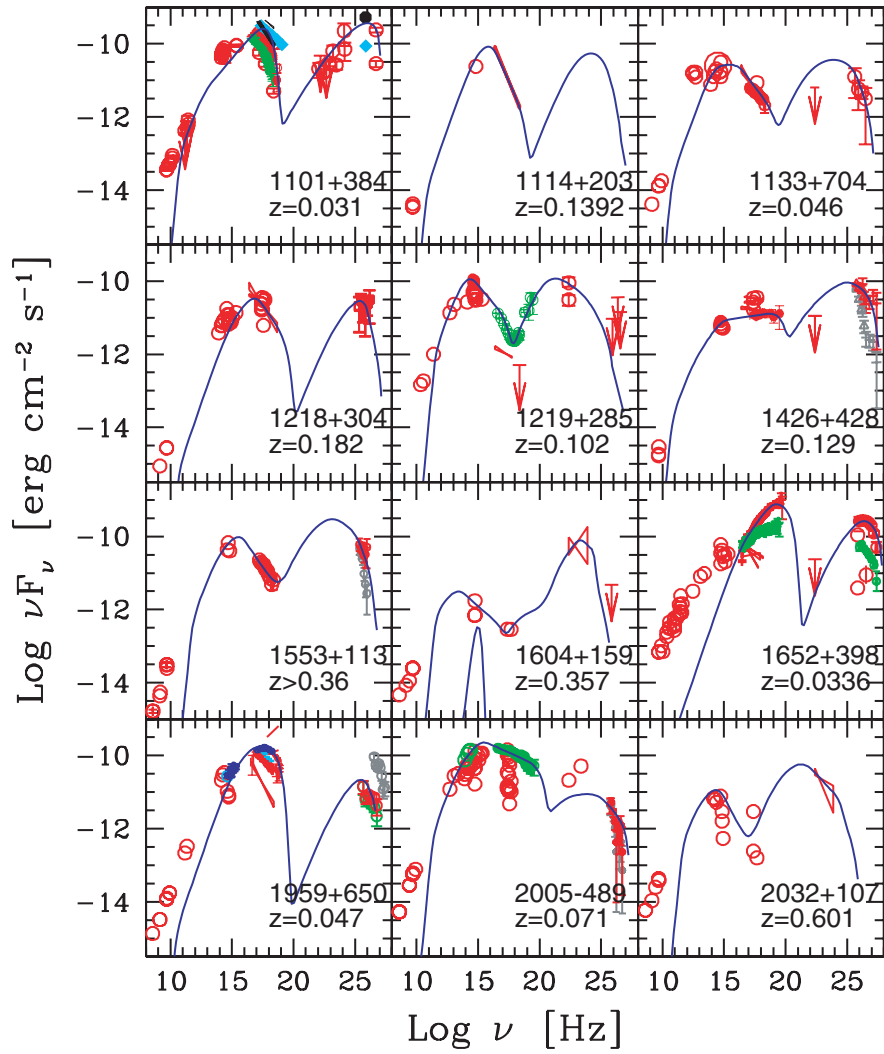 Log νFν [erg cm−2 s−1]
−10
−12
−14
1101+384
z=0.031
1114+203
z=0.1392
1133+704
z=0.046
−10
−12
−14
1218+304
z=0.182
1219+285
z=0.102
1426+428
z=0.129
−10
−12
−14
1553+113
z>0.36
1604+159
z=0.357
1652+398
z=0.0336
−10
−12
−14
1959+650
z=0.047
2005-489
z=0.071
2032+107
z=0.601
10 15 20 25 10 15 20 25 10 15 20 25
Log ν [Hz]